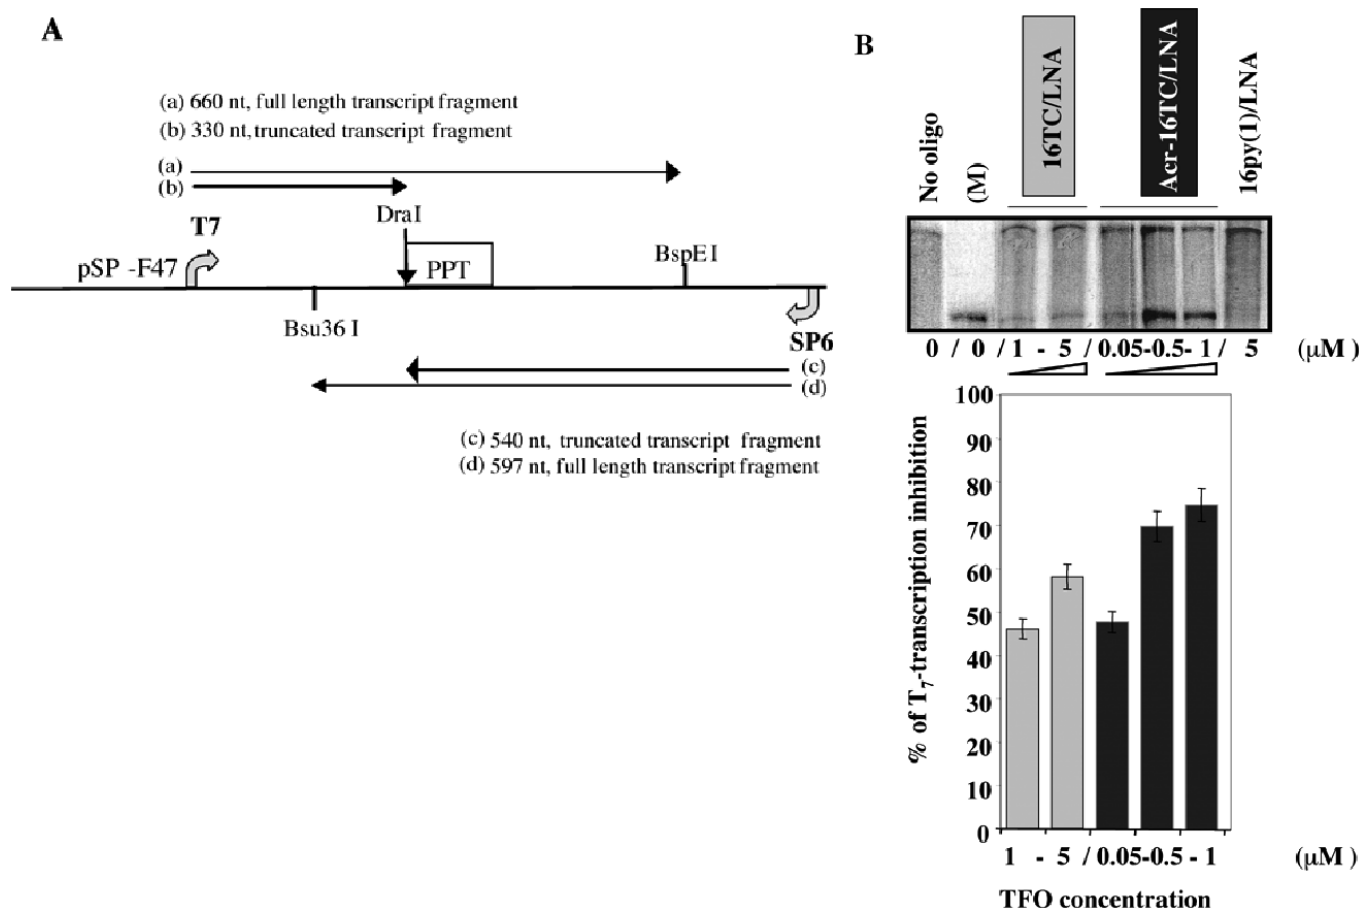 A
(a) 660 nt, full length transcript fragment
(b) 330 nt, truncated transcript fragment
(a)
(b)
DraI
T7
BspE I
pSP -F47
PPT
Bsu36 I
SP6
(c)
(d)
(c) 540 nt, truncated transcript fragment
(d) 597 nt, full length transcript fragment
B
No oligo
(M)
16TC/LNA
Acr-16TC/LNA
16py(1)/LNA
0 / 0 / 1 - 5 / 0.05-0.5- 1 / 5 (μM )
100
90
80
70
60
50
40
30
20
10
0
% of T7-transcription inhibition
1 - 5 / 0.05-0.5 - 1 (μM )
TFO concentration